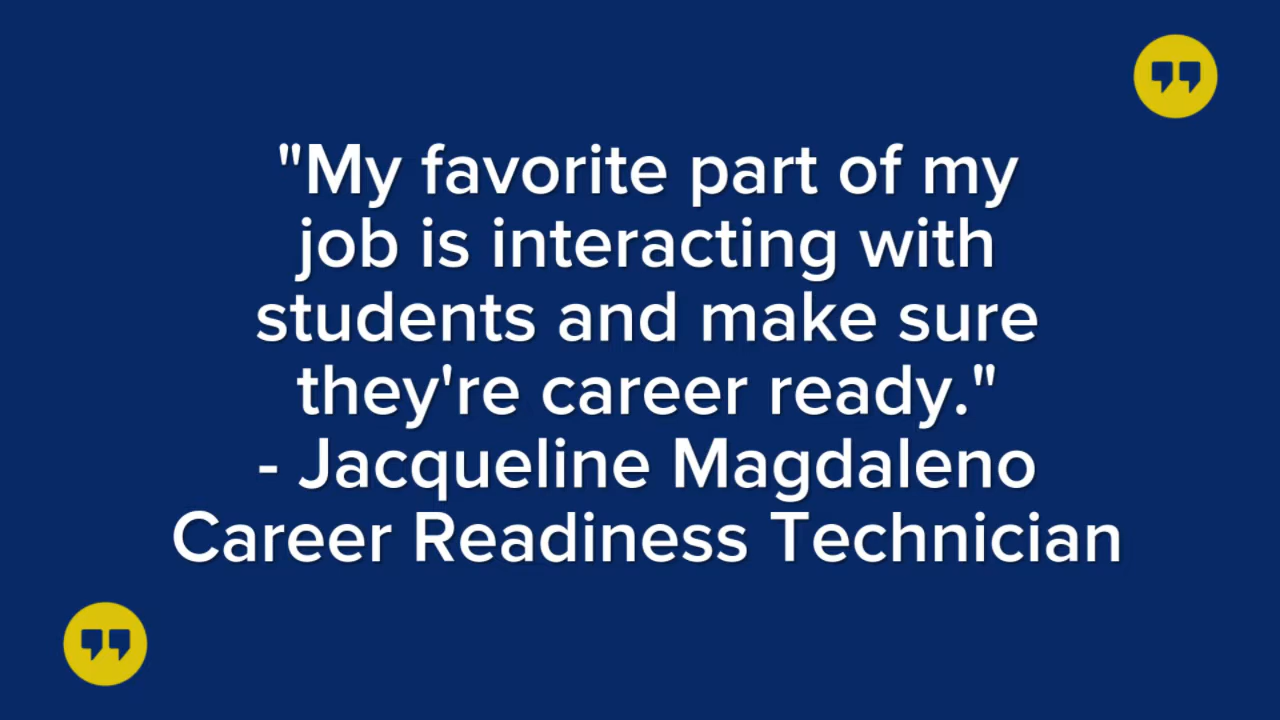 "My favorite part of my
job is interacting with
students and make sure
they're career ready."
- Jacqueline Magdaleno
Career Readiness Technician